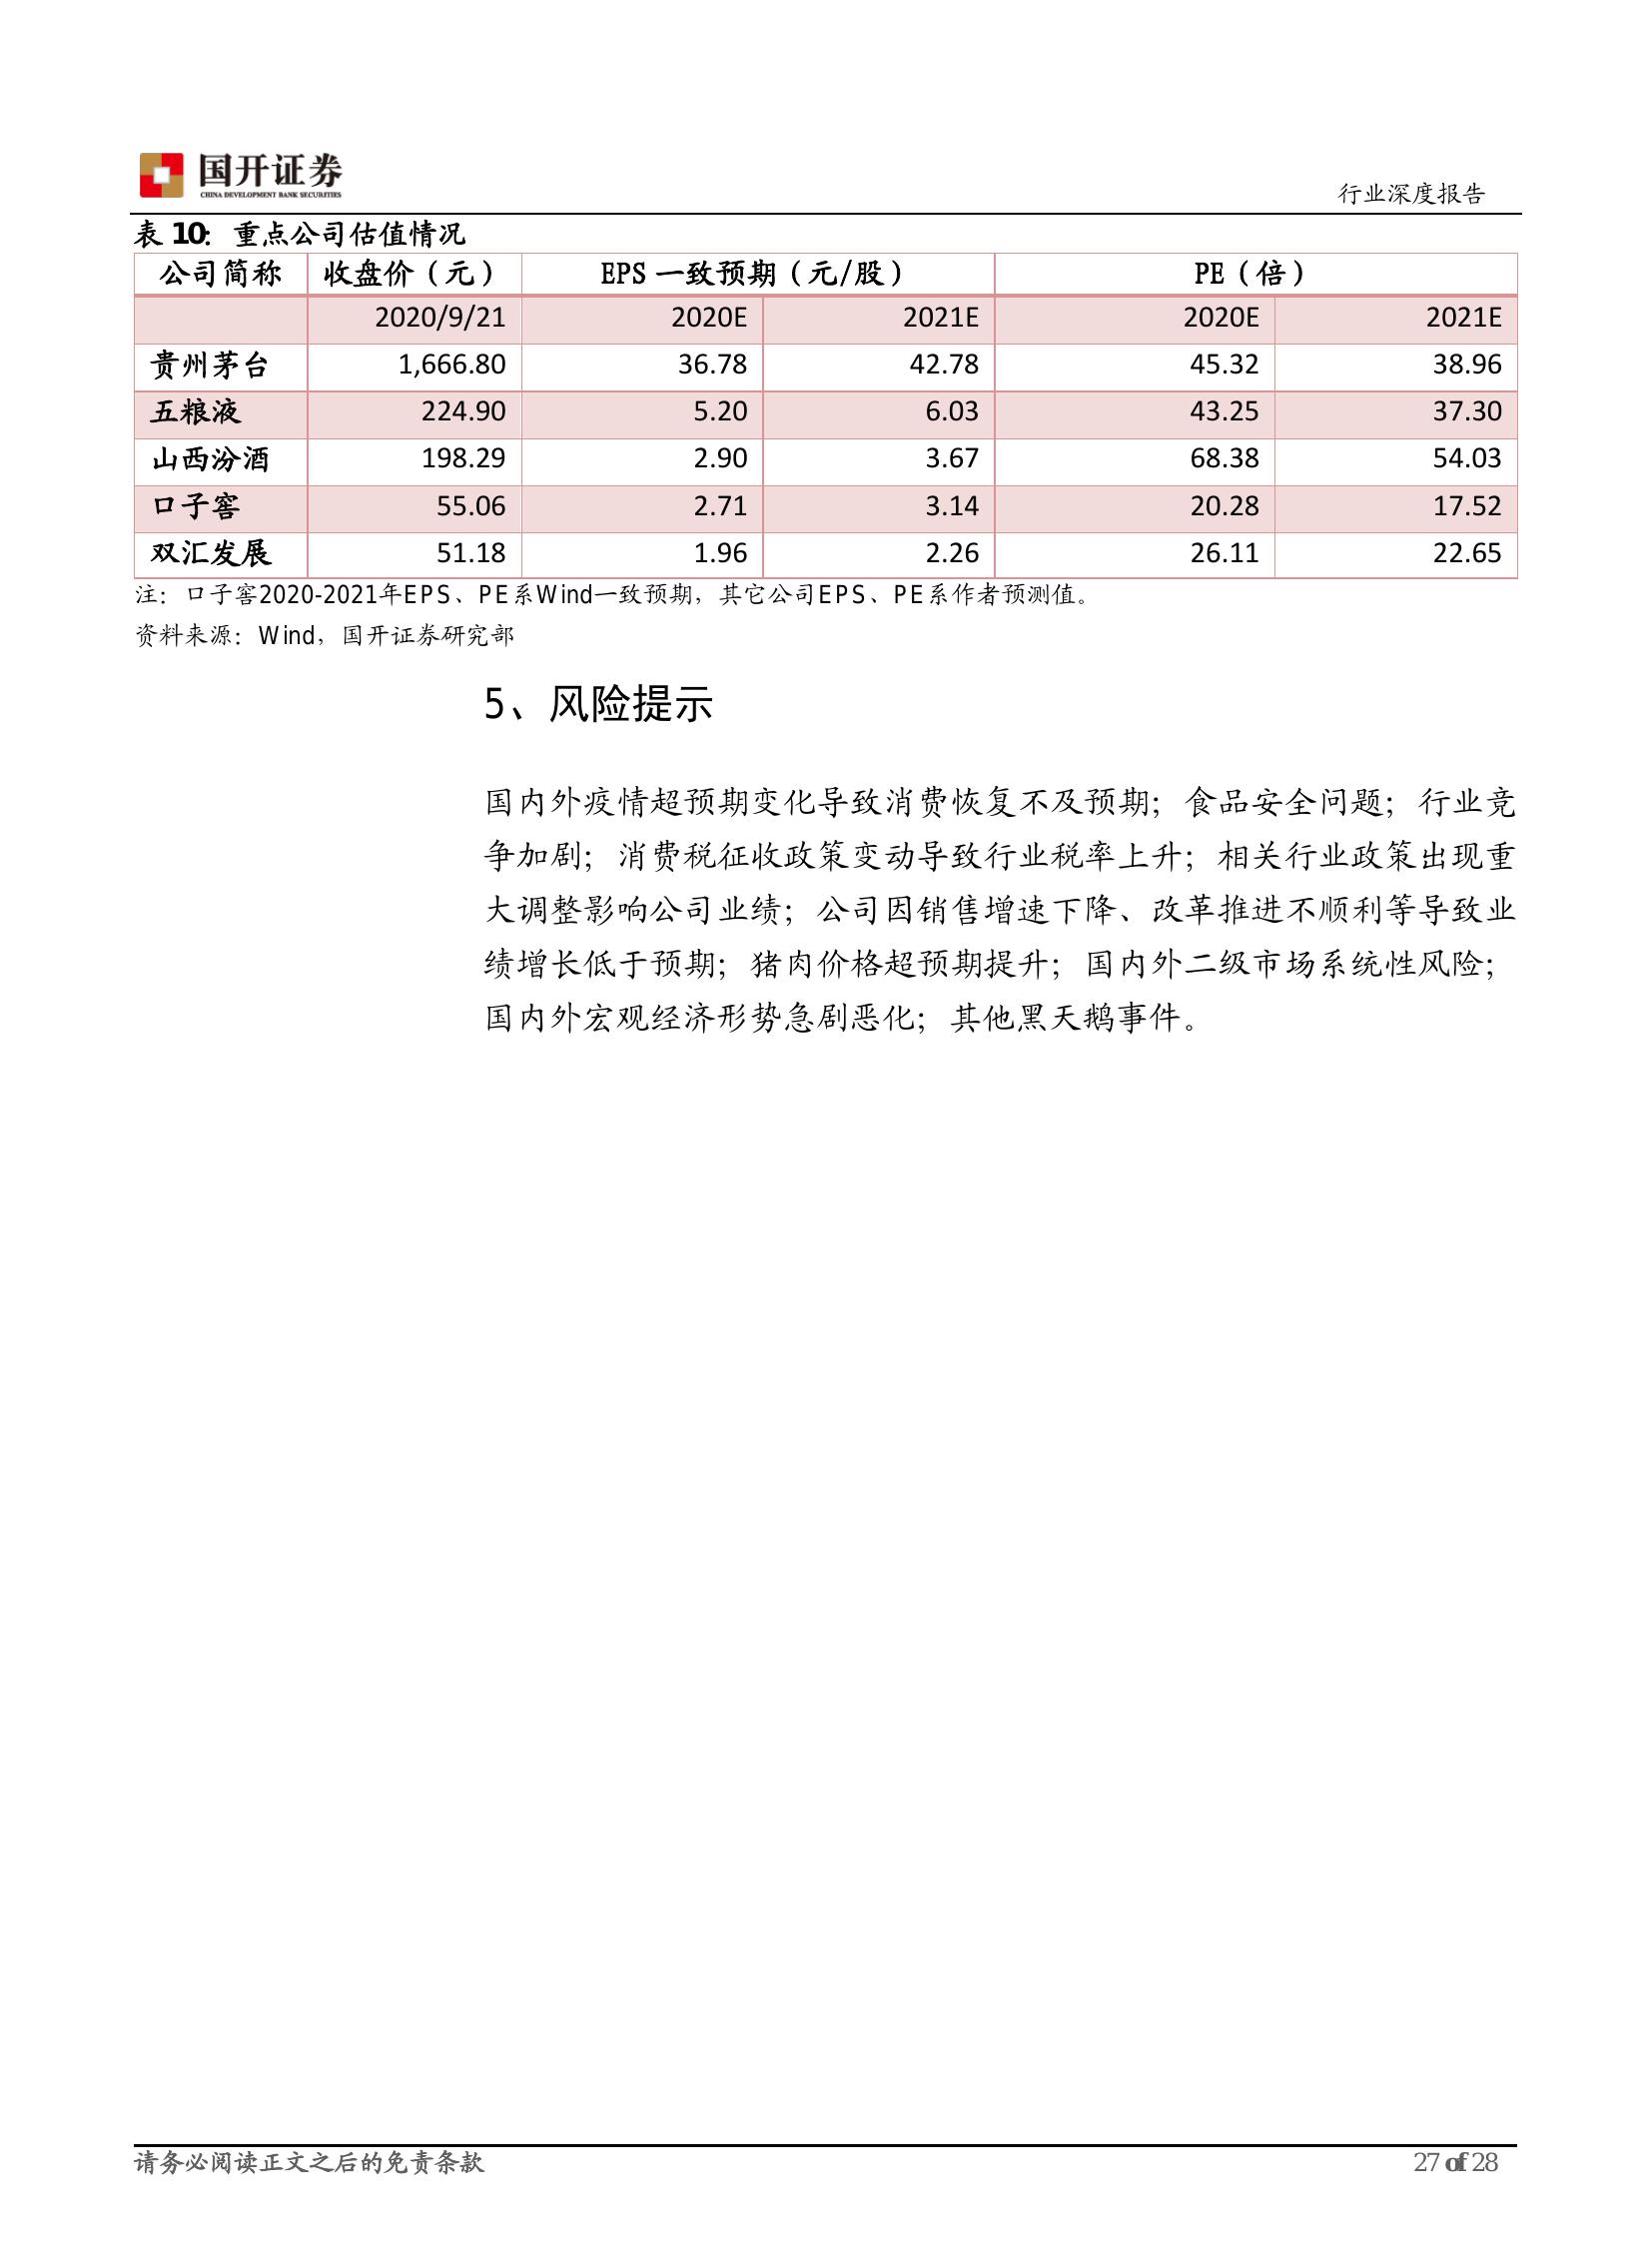 国开证券
CHINA DEVELOPMENT BANK SECURITIES
行业深度报告
表 10：重点公司估值情况
公司简称 收盘价（元） EPS 一致预期（元/股） PE（倍）
2020/9/21 2020E 2021E 2020E 2021E
贵州茅台 1,666.80 36.78 42.78 45.32 38.96
五粮液 224.90 5.20 6.03 43.25 37.30
山西汾酒 198.29 2.90 3.67 68.38 54.03
口子窖 55.06 2.71 3.14 20.28 17.52
双汇发展 51.18 1.96 2.26 26.11 22.65
注：口子窖2020-2021年EPS、PE系Wind一致预期，其它公司EPS、PE系作者预测值。
资料来源：Wind，国开证券研究部
5、风险提示
国内外疫情超预期变化导致消费恢复不及预期；食品安全问题；行业竞
争加剧；消费税征收政策变动导致行业税率上升；相关行业政策出现重
大调整影响公司业绩；公司因销售增速下降、改革推进不顺利等导致业
绩增长低于预期；猪肉价格超预期提升；国内外二级市场系统性风险；
国内外宏观经济形势急剧恶化；其他黑天鹅事件。
请务必阅读正文之后的免责条款
27 of 28